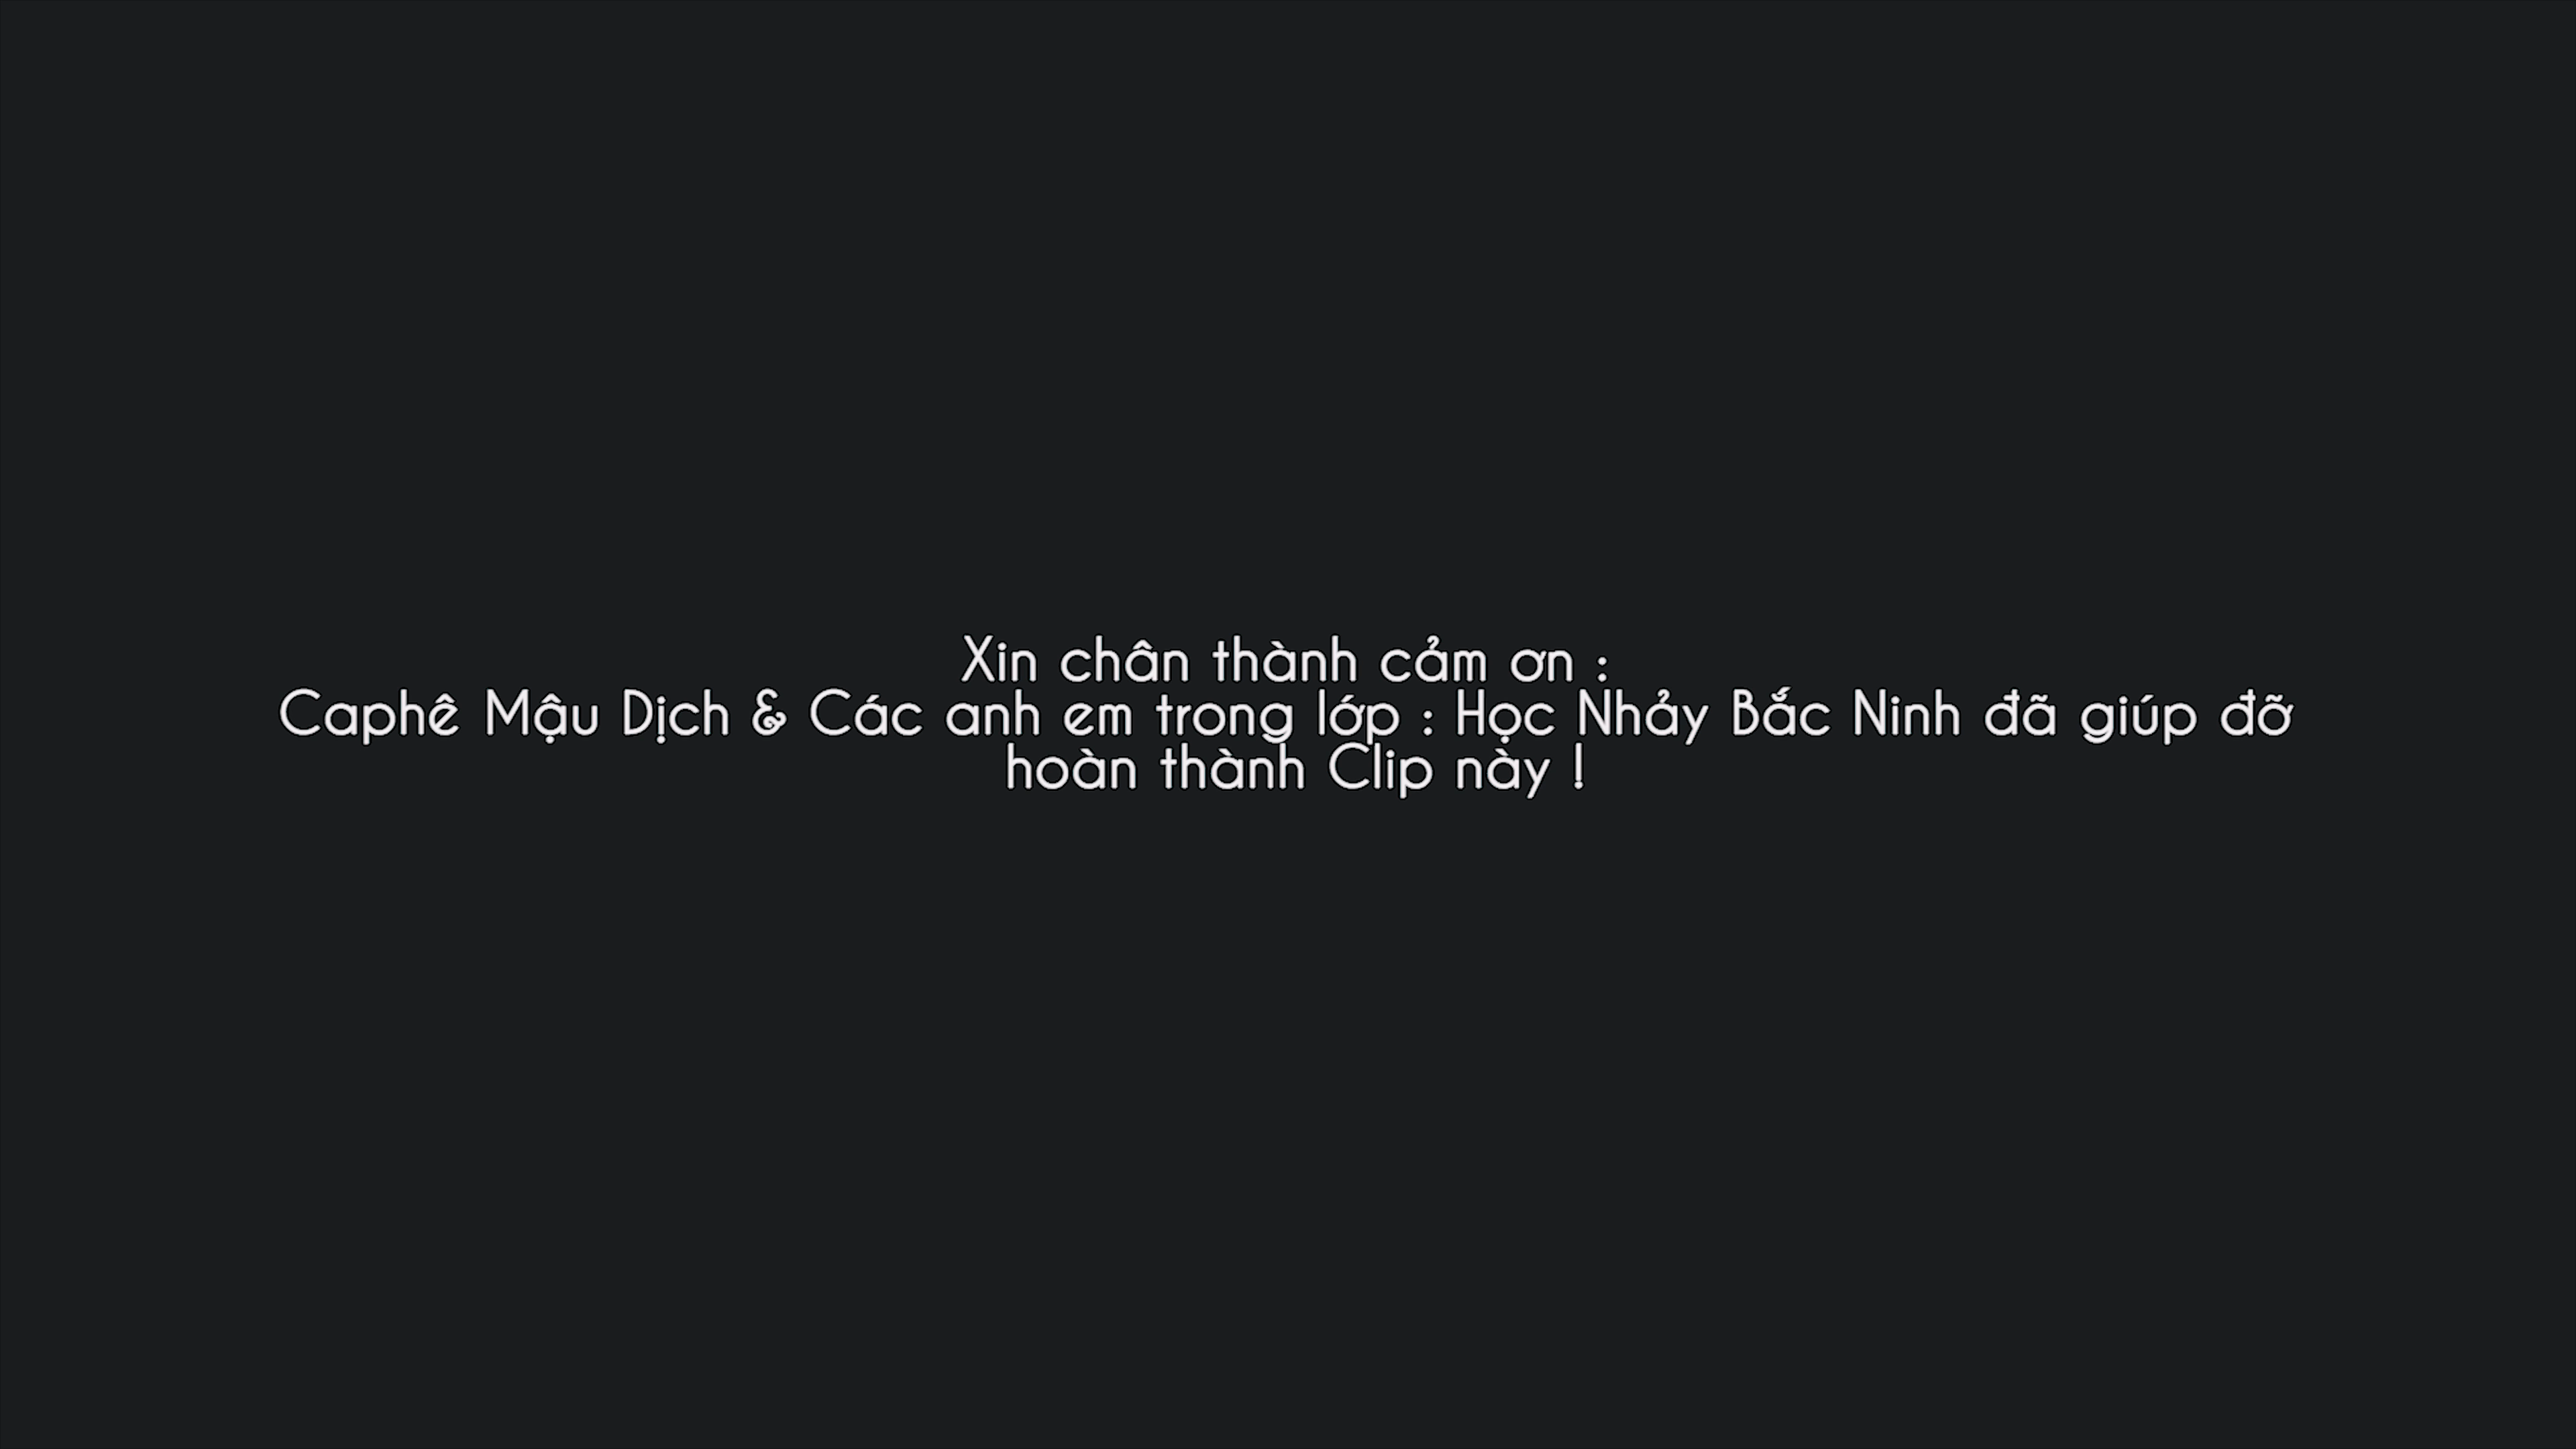 Xin chân thành cảm ơn :
Caphê Mậu Dịch & Các anh em trong lớp : Học Nhảy Bắc Ninh đã giúp đỡ
hoàn thành Clip này !